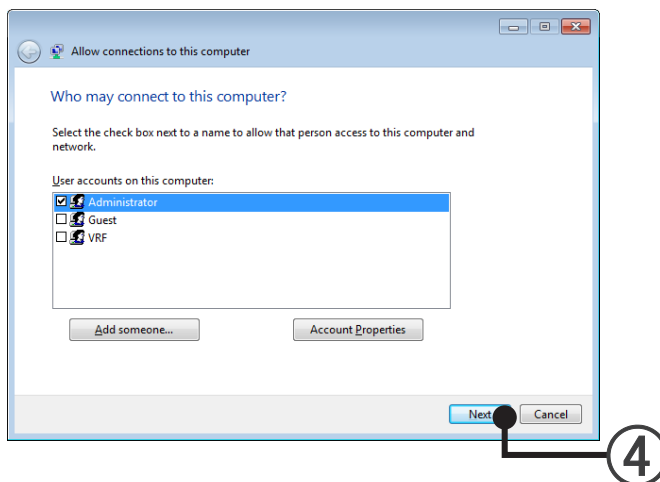 Allow connections to this computer
Who may connect to this computer?
Select the check box next to a name to allow that person access to this computer and
network.
User accounts on this computer:
Administrator
Guest
VRF
Add someone... Account Properties
Next Cancel
4